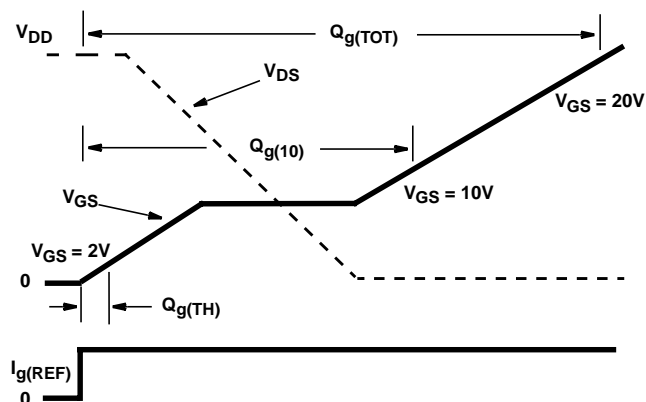 V_DD
Q_g(TOT)
V_DS
V_GS = 20V
Q_g(10)
V_GS
V_GS = 10V
V_GS = 2V
0
Q_g(TH)
I_g(REF)
0